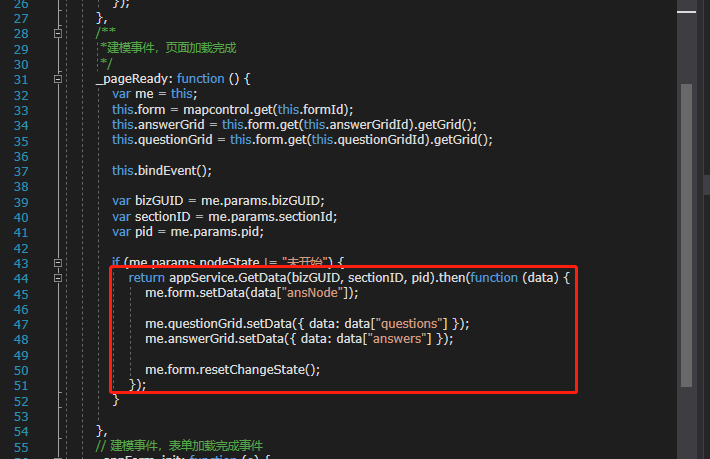 26 });
27 },
28 /**
29 *建模事件，页面加载完成
30 */
31 _pageReady: function () {
32 var me = this;
33 this.form = mapcontrol.get(this.formId);
34 this.answerGrid = this.form.get(this.answerGridId).getGrid();
35 this.questionGrid = this.form.get(this.questionGridId).getGrid();
36
37 this.bindEvent();
38
39 var bizGUID = me.params.bizGUID;
40 var sectionID = me.params.sectionId;
41 var pid = me.params.pid;
42
43 if (me.params.nodeState != "未开始") {
44 return appService.GetData(bizGUID, sectionID, pid).then(function (data) {
45 me.form.setData(data["ansNode"]);
46
47 me.questionGrid.setData({ data: data["questions"] });
48 me.answerGrid.setData({ data: data["answers"] });
49
50 me.form.resetChangeState();
51 });
52 }
53
54 },
55 // 建模事件，表单加载完成事件